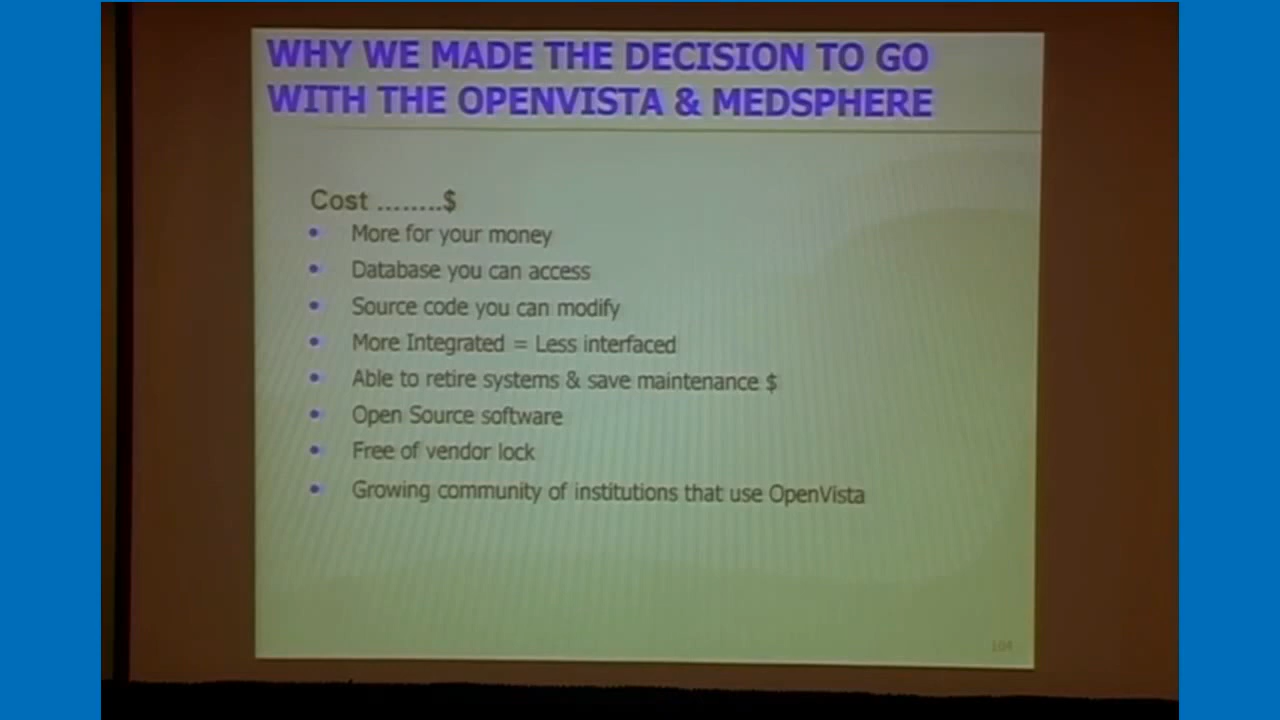 WHY WE MADE THE DECISION TO GO
WITH THE OPENVISTA & MEDSPHERE
Cost ........$
• More for your money
• Database you can access
• Source code you can modify
• More Integrated = Less interfaced
• Able to retire systems & save maintenance $
• Open Source software
• Free of vendor lock
• Growing community of institutions that use OpenVista
104